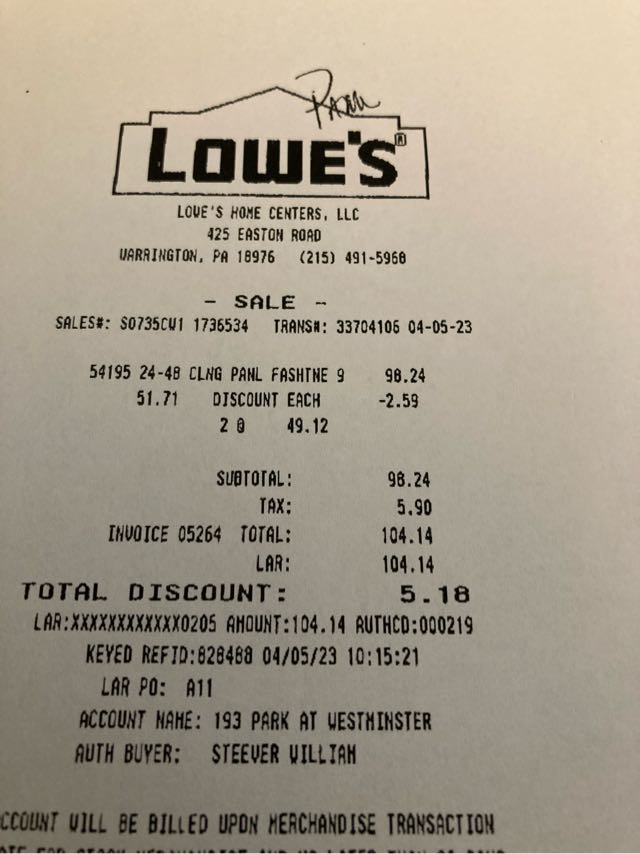 LOWE'S®
LOWE'S HOME CENTERS, LLC
425 EASTON ROAD
WARRINGTON, PA 18976 (215) 491-5968
- SALE -
SALES#: S0735CW1 1736534 TRANS#: 33704106 04-05-23
54195 24-48 CLNG PANL FASHTNE 9 98.24
51.71 DISCOUNT EACH -2.59
2 @ 49.12
SUBTOTAL: 98.24
TAX: 5.90
INVOICE 05264 TOTAL: 104.14
LAR: 104.14
TOTAL DISCOUNT: 5.18
LAR:XXXXXXXXXXXX0205 AMOUNT:104.14 AUTHCD:000219
KEYED REFID:828488 04/05/23 10:15:21
LAR PO: A11
ACCOUNT NAME: 193 PARK AT WESTMINSTER
AUTH BUYER: STEEVER WILLIAM
CCOUNT WILL BE BILLED UPON MERCHANDISE TRANSACTION